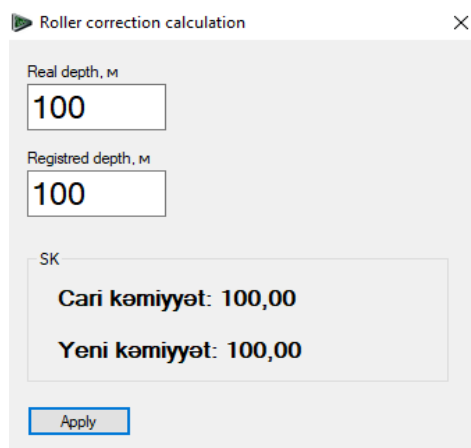 Roller correction calculation
Real depth, м
100
Registred depth, м
100
SK
Cari kəmiyyət: 100,00
Yeni kəmiyyət: 100,00
Apply